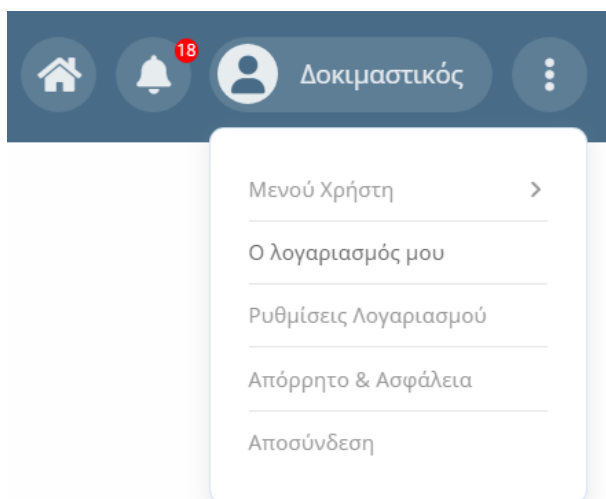 18
Δοκιμαστικός
Μενού Χρήστη
Ο λογαριασμός μου
Ρυθμίσεις Λογαριασμού
Απόρρητο & Ασφάλεια
Αποσύνδεση